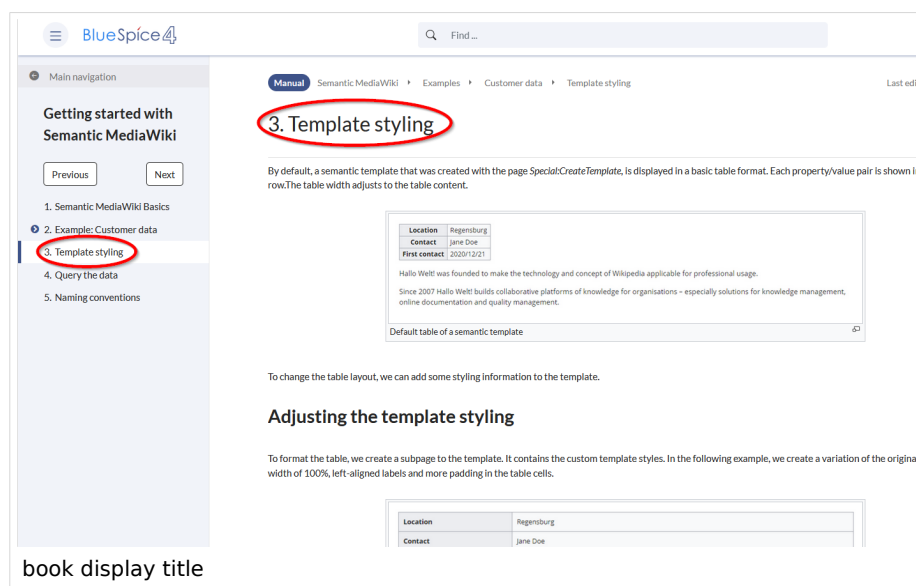 BlueSpice 4
Find ...
Main navigation
Getting started with
Semantic MediaWiki
Previous
Next
1. Semantic MediaWiki Basics
2. Example: Customer data
3. Template styling
4. Query the data
5. Naming conventions
Manual Semantic MediaWiki Examples Customer data Template styling
Last edi
3. Template styling
By default, a semantic template that was created with the page Special:CreateTemplate, is displayed in a basic table format. Each property/value pair is shown i
row.The table width adjusts to the table content.
Location Regensburg
Contact Jane Doe
First contact 2020/12/21
Hallo Welt! was founded to make the technology and concept of Wikipedia applicable for professional usage.
Since 2007 Hallo Welt! builds collaborative platforms of knowledge for organisations – especially solutions for knowledge management,
online documentation and quality management.
Default table of a semantic template
To change the table layout, we can add some styling information to the template.
Adjusting the template styling
To format the table, we create a subpage to the template. It contains the custom template styles. In the following example, we create a variation of the origina
width of 100%, left-aligned labels and more padding in the table cells.
Location Regensburg
Contact Jane Doe
book display title